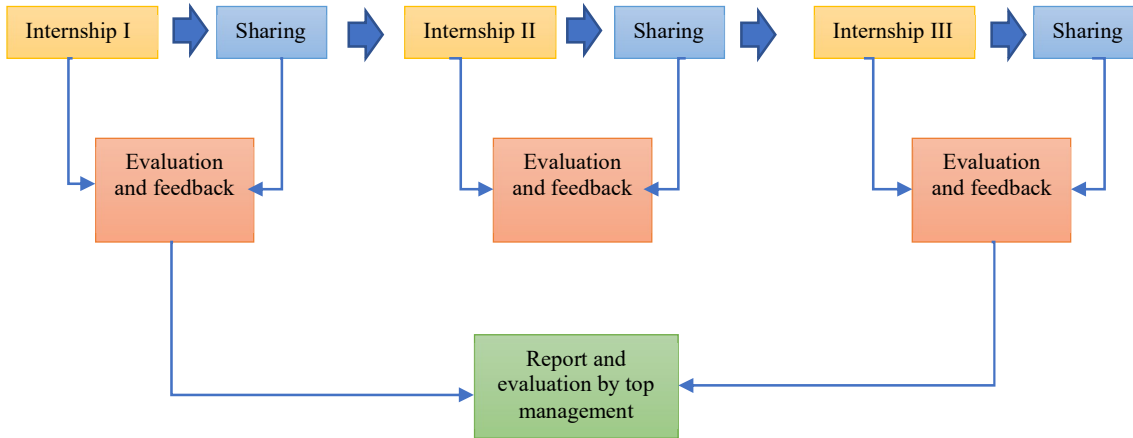 Internship I
Sharing
Internship II
Sharing
Internship III
Sharing
Evaluation
and feedback
Evaluation
and feedback
Evaluation
and feedback
Report and
evaluation by top
management